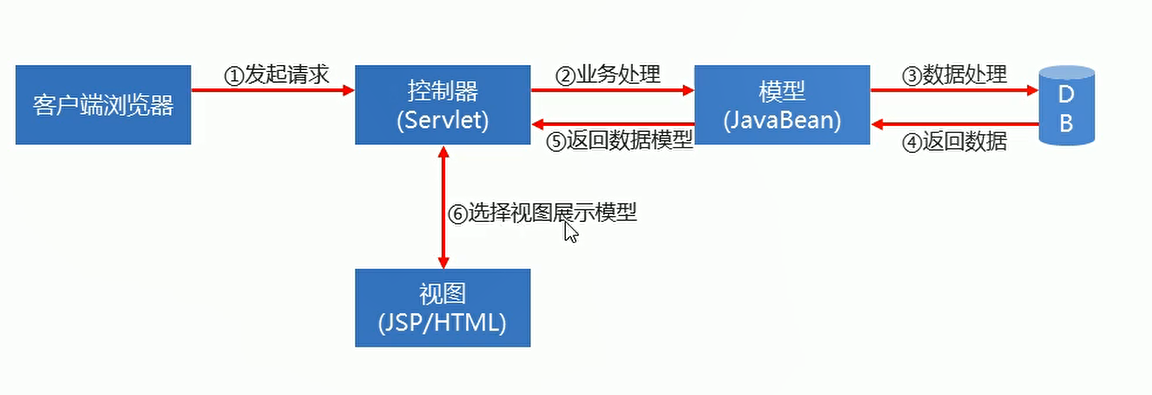 ①发起请求
②业务处理
③数据处理
客户端浏览器
控制器
(Servlet)
模型
(JavaBean)
D
B
⑤返回数据模型
④返回数据
⑥选择视图展示模型
视图
(JSP/HTML)